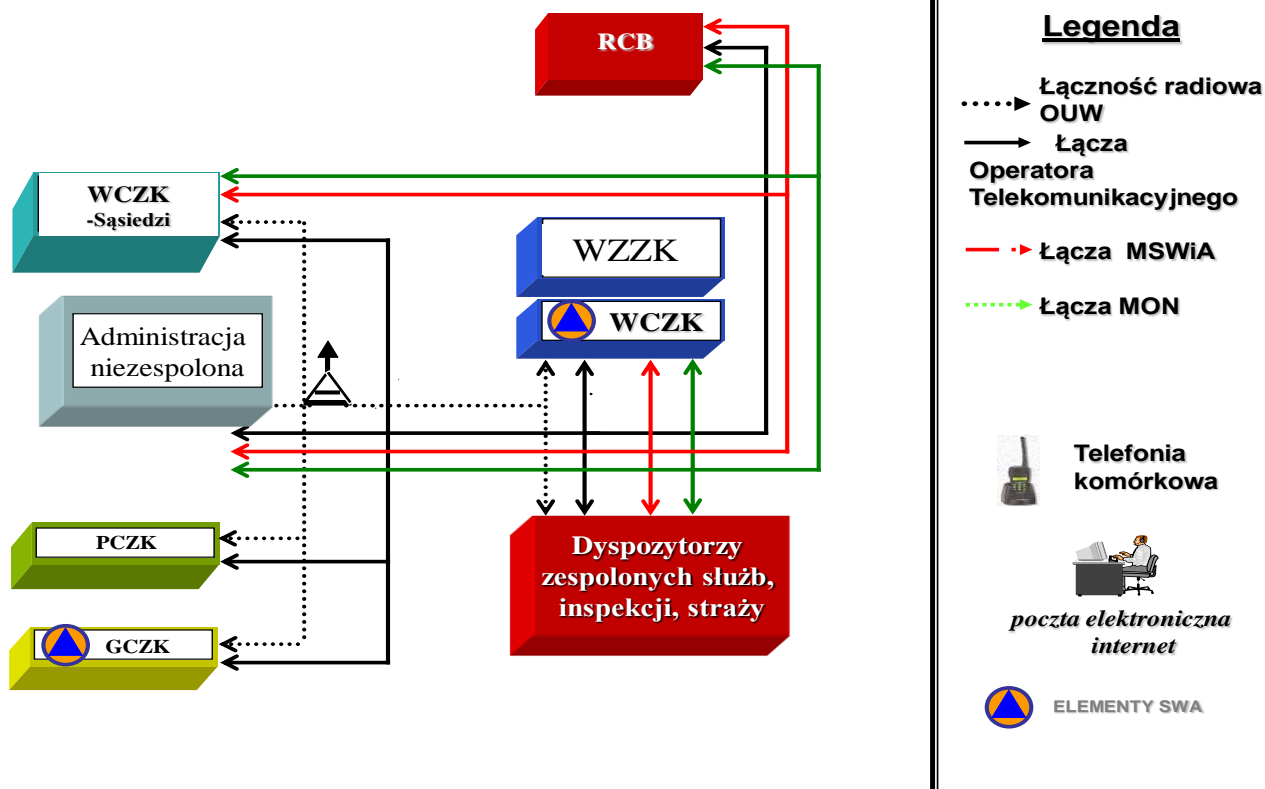 RCB
WCZK
-Sąsiedzi
WZZK
WCZK
Administracja
niezespolona
PCZK
GCZK
Dyspozytorzy
zespolonych służb,
inspekcji, straży
Legenda
Łączność radiowa
OUW
Łącza
Operatora
Telekomunikacyjnego
Łącza MSWiA
Łącza MON
Telefonia
komórkowa
poczta elektroniczna
internet
ELEMENTY SWA